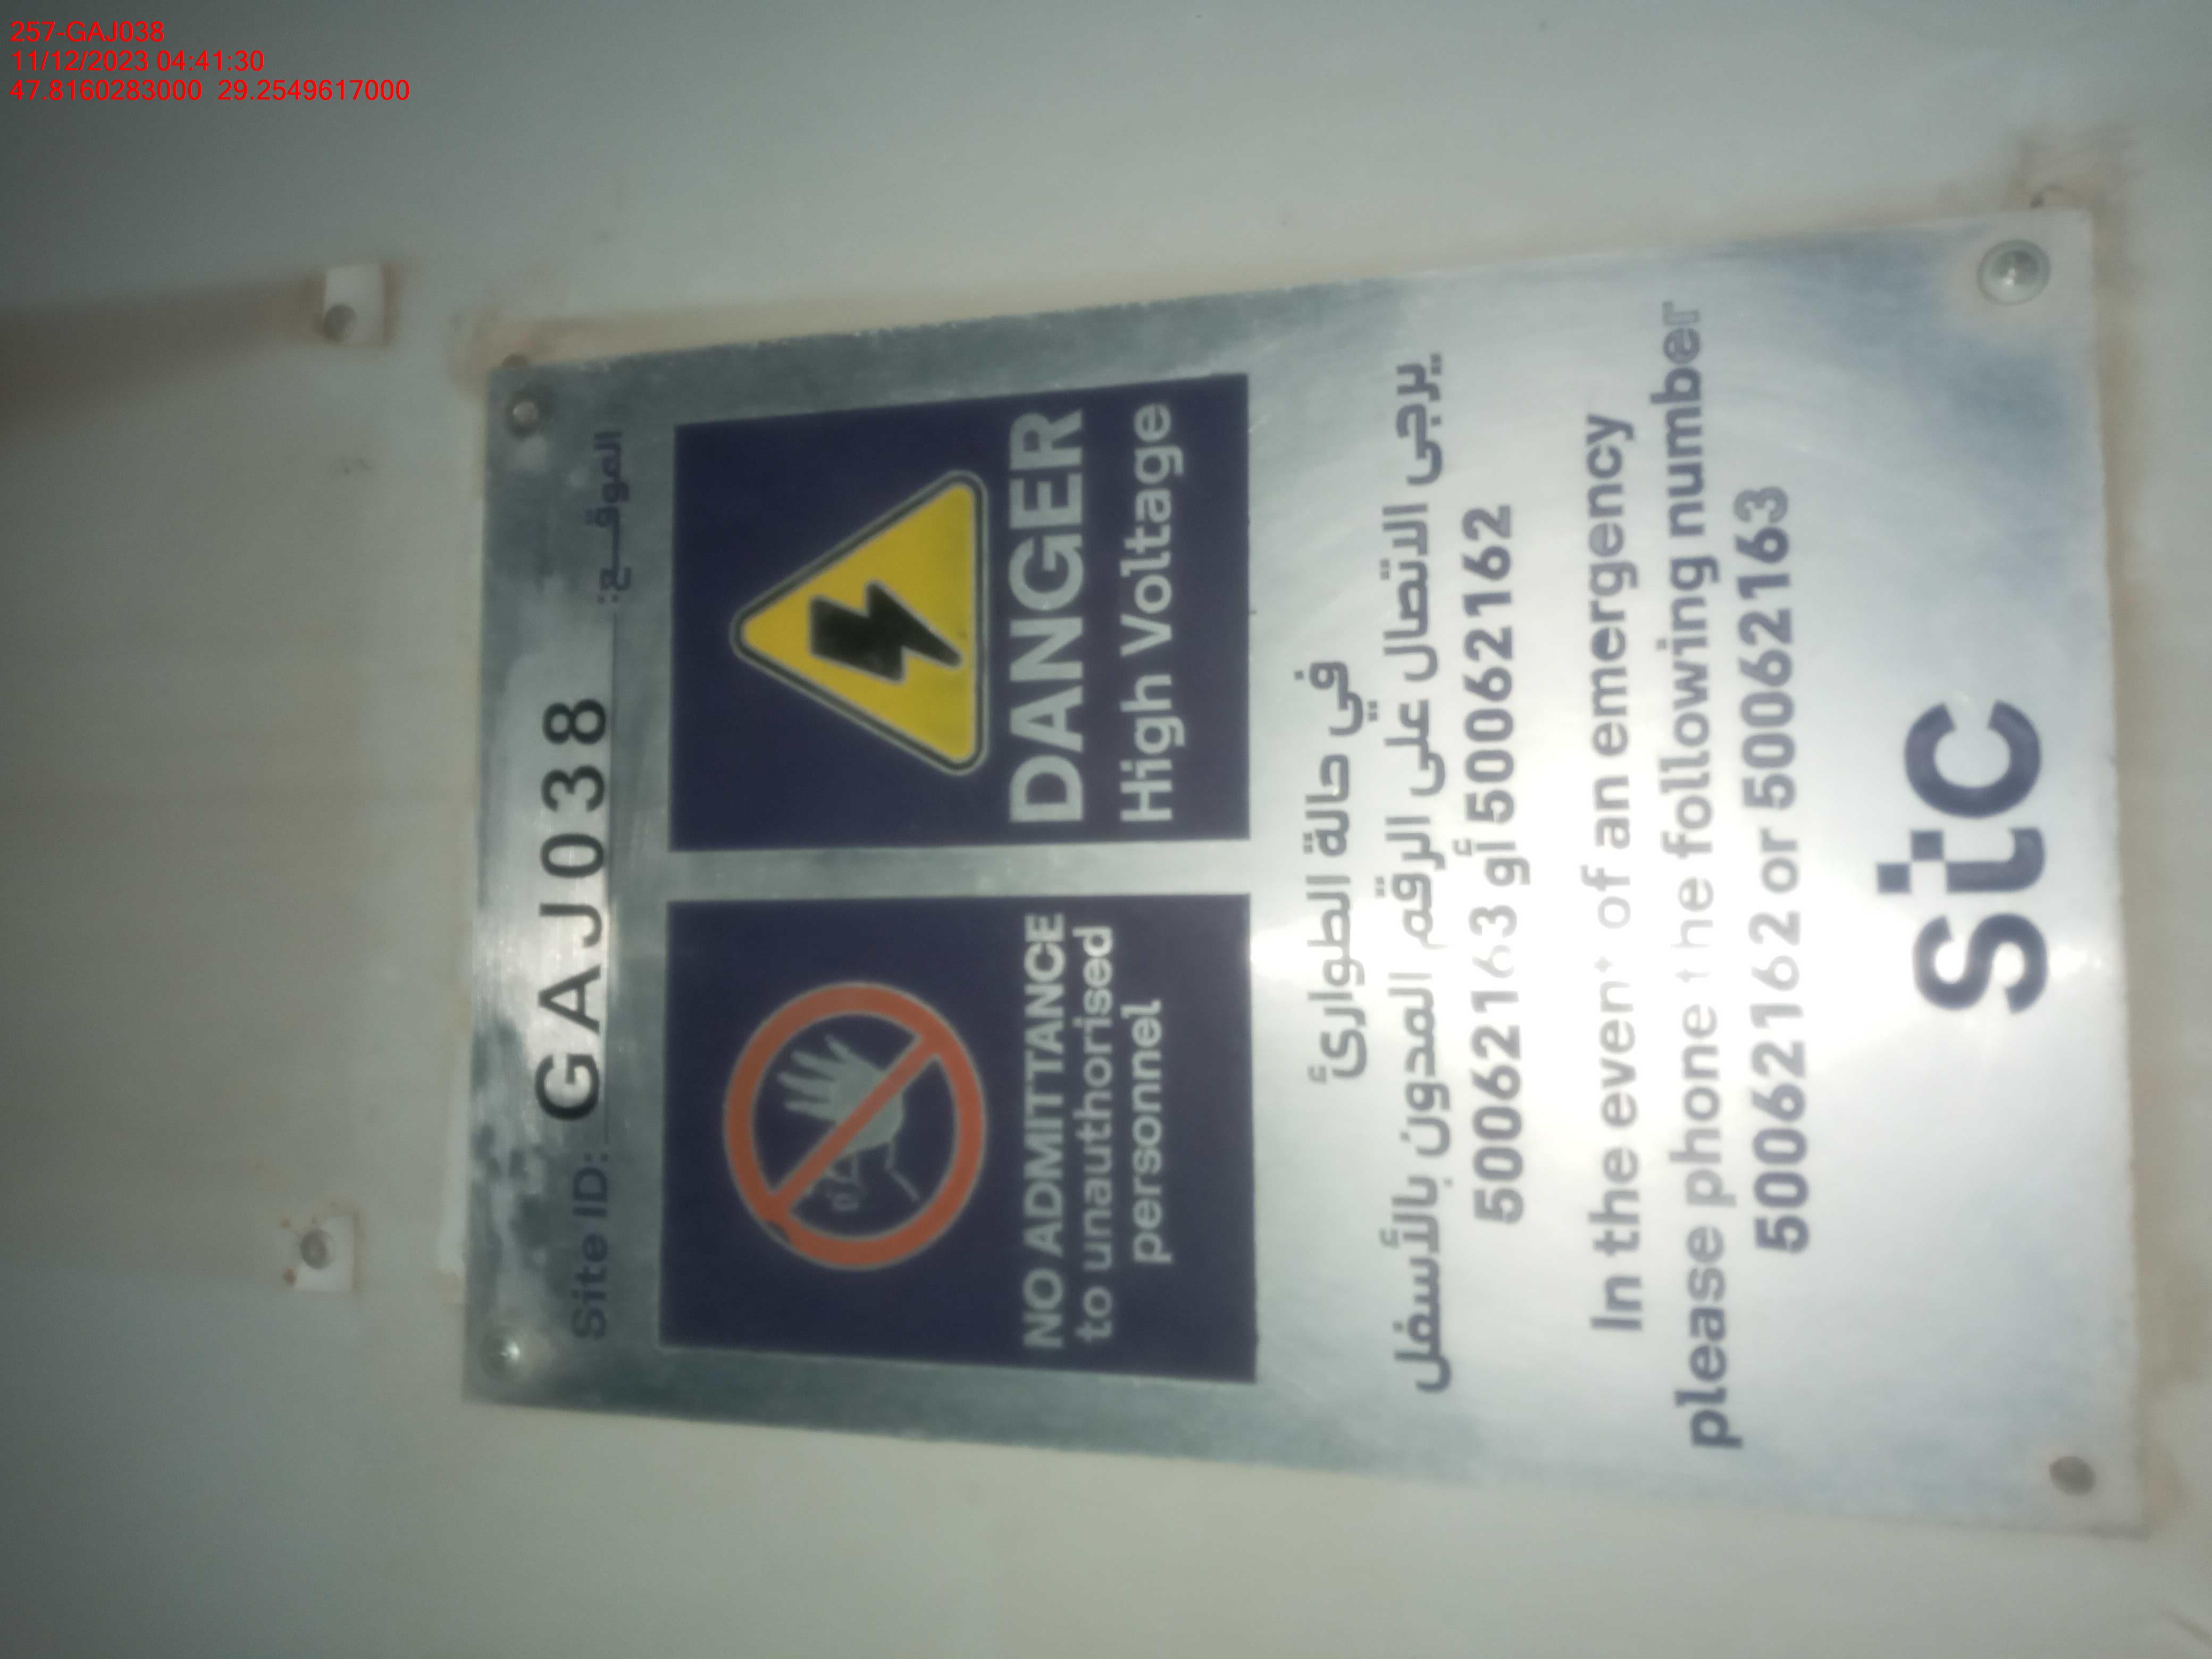 257-GAJ038
11/12/2023 04:41:30
47.8160283000 29.2549617000
Site ID: GAJ038 الموقـــع:
NO ADMITTANCE
to unauthorised
personnel
DANGER
High Voltage
في حالة الطوارئ
يرجى الاتصال على الرقم المدون بالأسفل
50062162 أو 50062163
In the event of an emergency
please phone the following number
50062162 or 50062163
stc